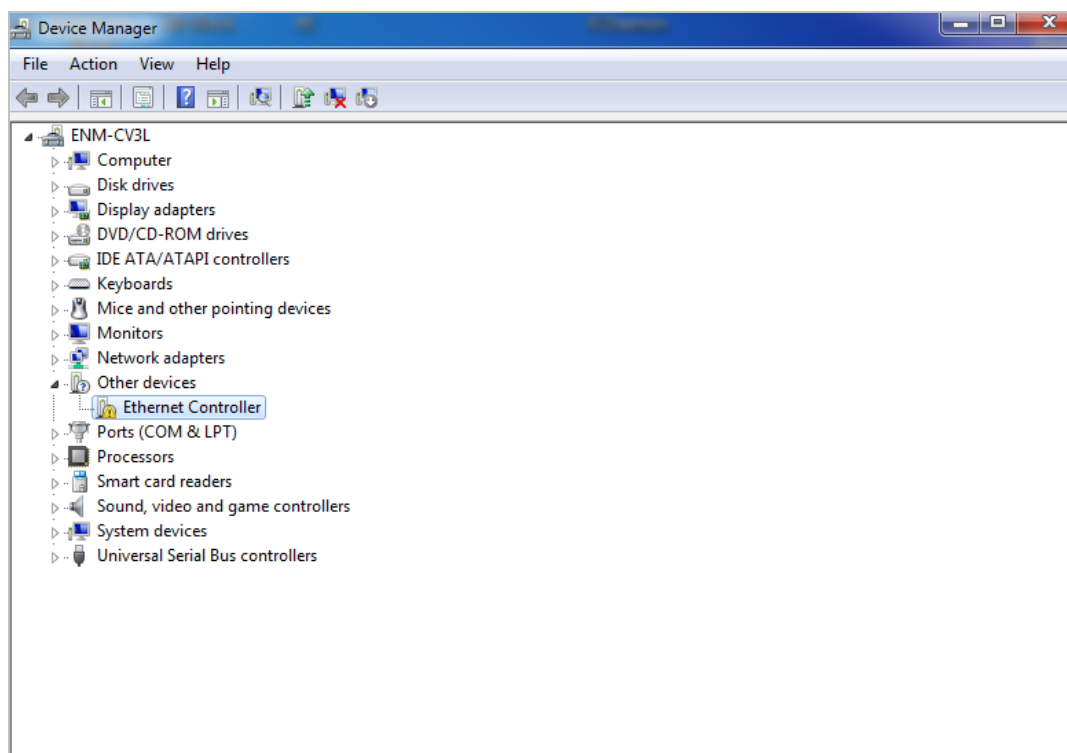 Device Manager
File Action View Help
ENM-CV3L
Computer
Disk drives
Display adapters
DVD/CD-ROM drives
IDE ATA/ATAPI controllers
Keyboards
Mice and other pointing devices
Monitors
Network adapters
Other devices
Ethernet Controller
Ports (COM & LPT)
Processors
Smart card readers
Sound, video and game controllers
System devices
Universal Serial Bus controllers